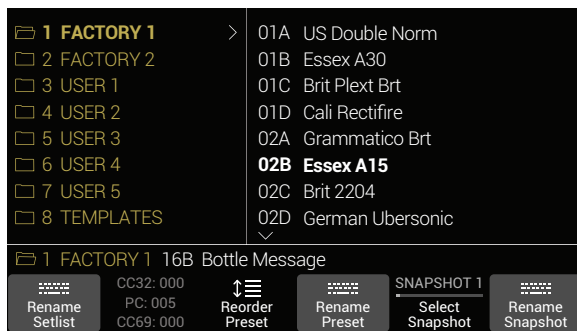 1 FACTORY 1 >
2 FACTORY 2
3 USER 1
4 USER 2
5 USER 3
6 USER 4
7 USER 5
8 TEMPLATES
01A US Double Norm
01B Essex A30
01C Brit Plext Brt
01D Cali Rectifire
02A Grammatico Brt
02B Essex A15
02C Brit 2204
02D German Ubersonic
1 FACTORY 1 16B Bottle Message
Rename
Setlist
CC32: 000
PC: 005
CC69: 000
Reorder
Preset
Rename
Preset
SNAPSHOT 1
Select
Snapshot
Rename
Snapshot